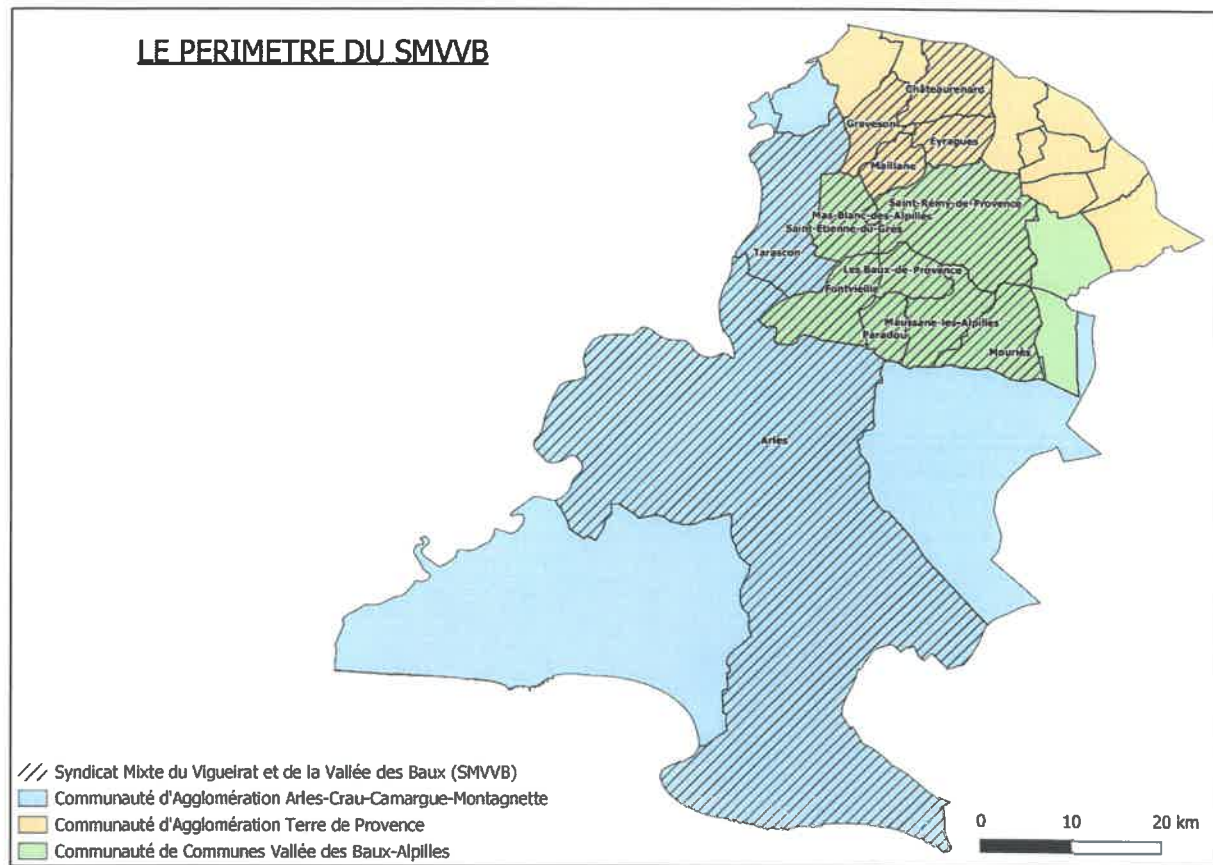 LE PERIMETRE DU SMVVB
Châteaurenard
Graveson
Eyragues
Maillane
Saint-Rémy-de-Provence
Mas-Blanc-des-Alpilles
Saint-Etienne-du-Grès
Tarascon
Les Baux-de-Provence
Fontvieille
Maussane-les-Alpilles
Paradou
Mouriès
Arles
Syndicat Mixte du Vigueirat et de la Vallée des Baux (SMVVB)
Communauté d'Agglomération Arles-Crau-Camargue-Montagnette
Communauté d'Agglomération Terre de Provence
Communauté de Communes Vallée des Baux-Alpilles
0 10 20 km